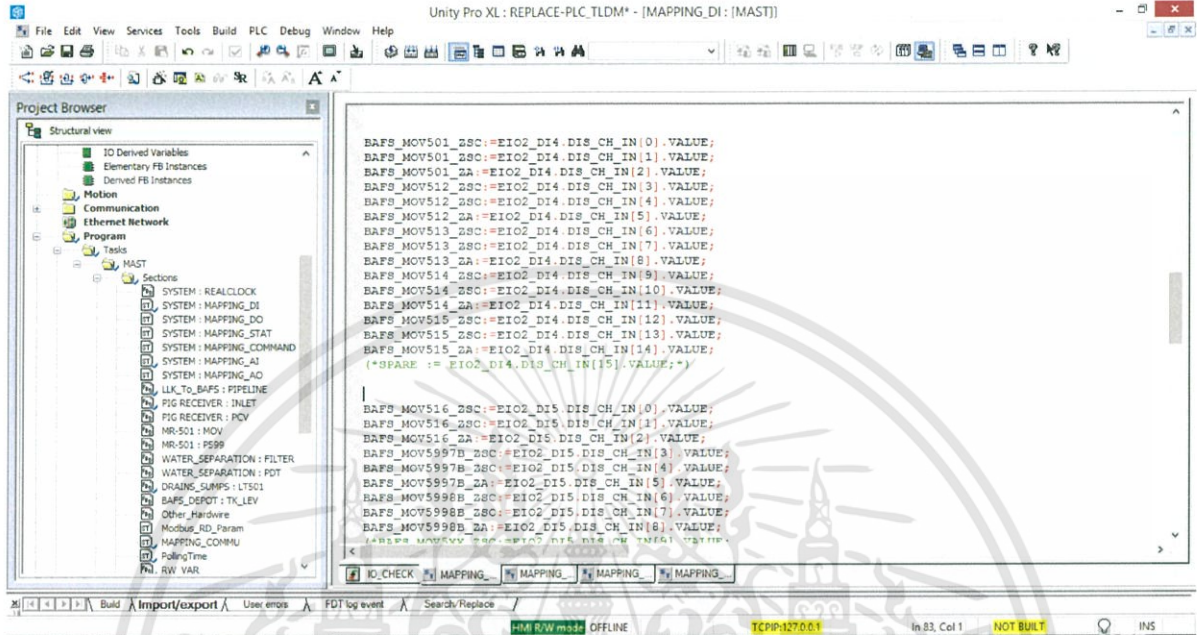 Unity Pro XL : REPLACE-PLC_TLDM* - [MAPPING_DI : [MAST]]
File Edit View Services Tools Build PLC Debug Window Help
Project Browser
Structural view
IO Derived Variables
Elementary FB Instances
Derived FB Instances
Motion
Communication
Ethernet Network
Program
Tasks
MAST
Sections
SYSTEM : REALCLOCK
SYSTEM : MAPPING_DI
SYSTEM : MAPPING_DO
SYSTEM : MAPPING_STAT
SYSTEM : MAPPING_COMMAND
SYSTEM : MAPPING_AI
SYSTEM : MAPPING_AO
LLK_To_BAFS : PIPELINE
PIG RECEIVER : INLET
PIG RECEIVER : PCV
MR-501 : MOV
MR-501 : PS99
WATER_SEPARATION : FILTER
WATER_SEPARATION : PDT
DRAINS_SUMPS : LT501
BAFS_DEPOT : TK_LEV
Other_Hardwire
Modbus_RD_Param
MAPPING_COMMU
PollingTime
RW_VAR
BAFS_MOV501_ZSC:=EIO2_DI4.DIS_CH_IN[0].VALUE;
BAFS_MOV501_ZSO:=EIO2_DI4.DIS_CH_IN[1].VALUE;
BAFS_MOV501_ZA:=EIO2_DI4.DIS_CH_IN[2].VALUE;
BAFS_MOV512_ZSC:=EIO2_DI4.DIS_CH_IN[3].VALUE;
BAFS_MOV512_ZSO:=EIO2_DI4.DIS_CH_IN[4].VALUE;
BAFS_MOV512_ZA:=EIO2_DI4.DIS_CH_IN[5].VALUE;
BAFS_MOV513_ZSC:=EIO2_DI4.DIS_CH_IN[6].VALUE;
BAFS_MOV513_ZSO:=EIO2_DI4.DIS_CH_IN[7].VALUE;
BAFS_MOV513_ZA:=EIO2_DI4.DIS_CH_IN[8].VALUE;
BAFS_MOV514_ZSC:=EIO2_DI4.DIS_CH_IN[9].VALUE;
BAFS_MOV514_ZSO:=EIO2_DI4.DIS_CH_IN[10].VALUE;
BAFS_MOV514_ZA:=EIO2_DI4.DIS_CH_IN[11].VALUE;
BAFS_MOV515_ZSC:=EIO2_DI4.DIS_CH_IN[12].VALUE;
BAFS_MOV515_ZSO:=EIO2_DI4.DIS_CH_IN[13].VALUE;
BAFS_MOV515_ZA:=EIO2_DI4.DIS_CH_IN[14].VALUE;
(*SPARE := EIO2_DI4.DIS_CH_IN[15].VALUE;*)
BAFS_MOV516_ZSC:=EIO2_DI5.DIS_CH_IN[0].VALUE;
BAFS_MOV516_ZSO:=EIO2_DI5.DIS_CH_IN[1].VALUE;
BAFS_MOV516_ZA:=EIO2_DI5.DIS_CH_IN[2].VALUE;
BAFS_MOV5997B_ZSC:=EIO2_DI5.DIS_CH_IN[3].VALUE;
BAFS_MOV5997B_ZSO:=EIO2_DI5.DIS_CH_IN[4].VALUE;
BAFS_MOV5997B_ZA:=EIO2_DI5.DIS_CH_IN[5].VALUE;
BAFS_MOV5998B_ZSC:=EIO2_DI5.DIS_CH_IN[6].VALUE;
BAFS_MOV5998B_ZSO:=EIO2_DI5.DIS_CH_IN[7].VALUE;
BAFS_MOV5998B_ZA:=EIO2_DI5.DIS_CH_IN[8].VALUE;
IO_CHECK MAPPING_... MAPPING_... MAPPING_... MAPPING_...
Build Import/export User errors FDT log event Search/Replace
HMI R/W mode OFFLINE TCPIP:127.0.0.1 ln 83, Col 1 NOT BUILT INS